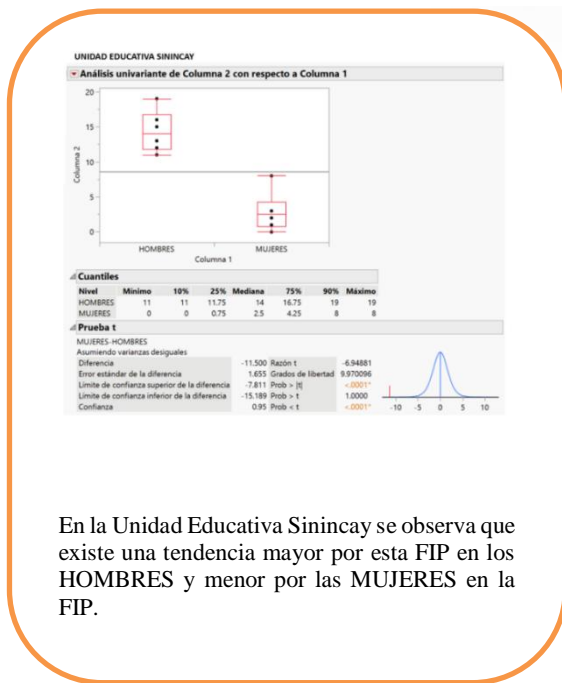 UNIDAD EDUCATIVA SININCAY
Análisis univariante de Columna 2 con respecto a Columna 1
20
15
10
5
0
Columna 2
HOMBRES MUJERES
Columna 1
Cuantiles
Nivel Mínimo 10% 25% Mediana 75% 90% Máximo
HOMBRES 11 11 11.75 14 16.75 19 19
MUJERES 0 0 0.75 2.5 4.25 8 8
Prueba t
MUJERES-HOMBRES
Asumiendo varianzas desiguales
Diferencia -11.500 Razón t -6.94881
Error estándar de la diferencia 1.655 Grados de libertad 9.970096
Límite de confianza superior de la diferencia -7.811 Prob > |t| <.0001*
Límite de confianza inferior de la diferencia -15.189 Prob > t 1.0000
Confianza 0.95 Prob < t <.0001*
-10 -5 0 5 10
En la Unidad Educativa Sinincay se observa que
existe una tendencia mayor por esta FIP en los
HOMBRES y menor por las MUJERES en la
FIP.